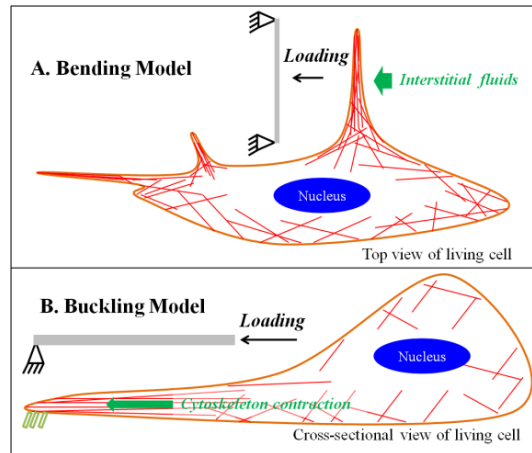 A. Bending Model
Loading
Interstitial fluids
Nucleus
Top view of living cell
B. Buckling Model
Loading
Nucleus
Cytoskeleton contraction
Cross-sectional view of living cell